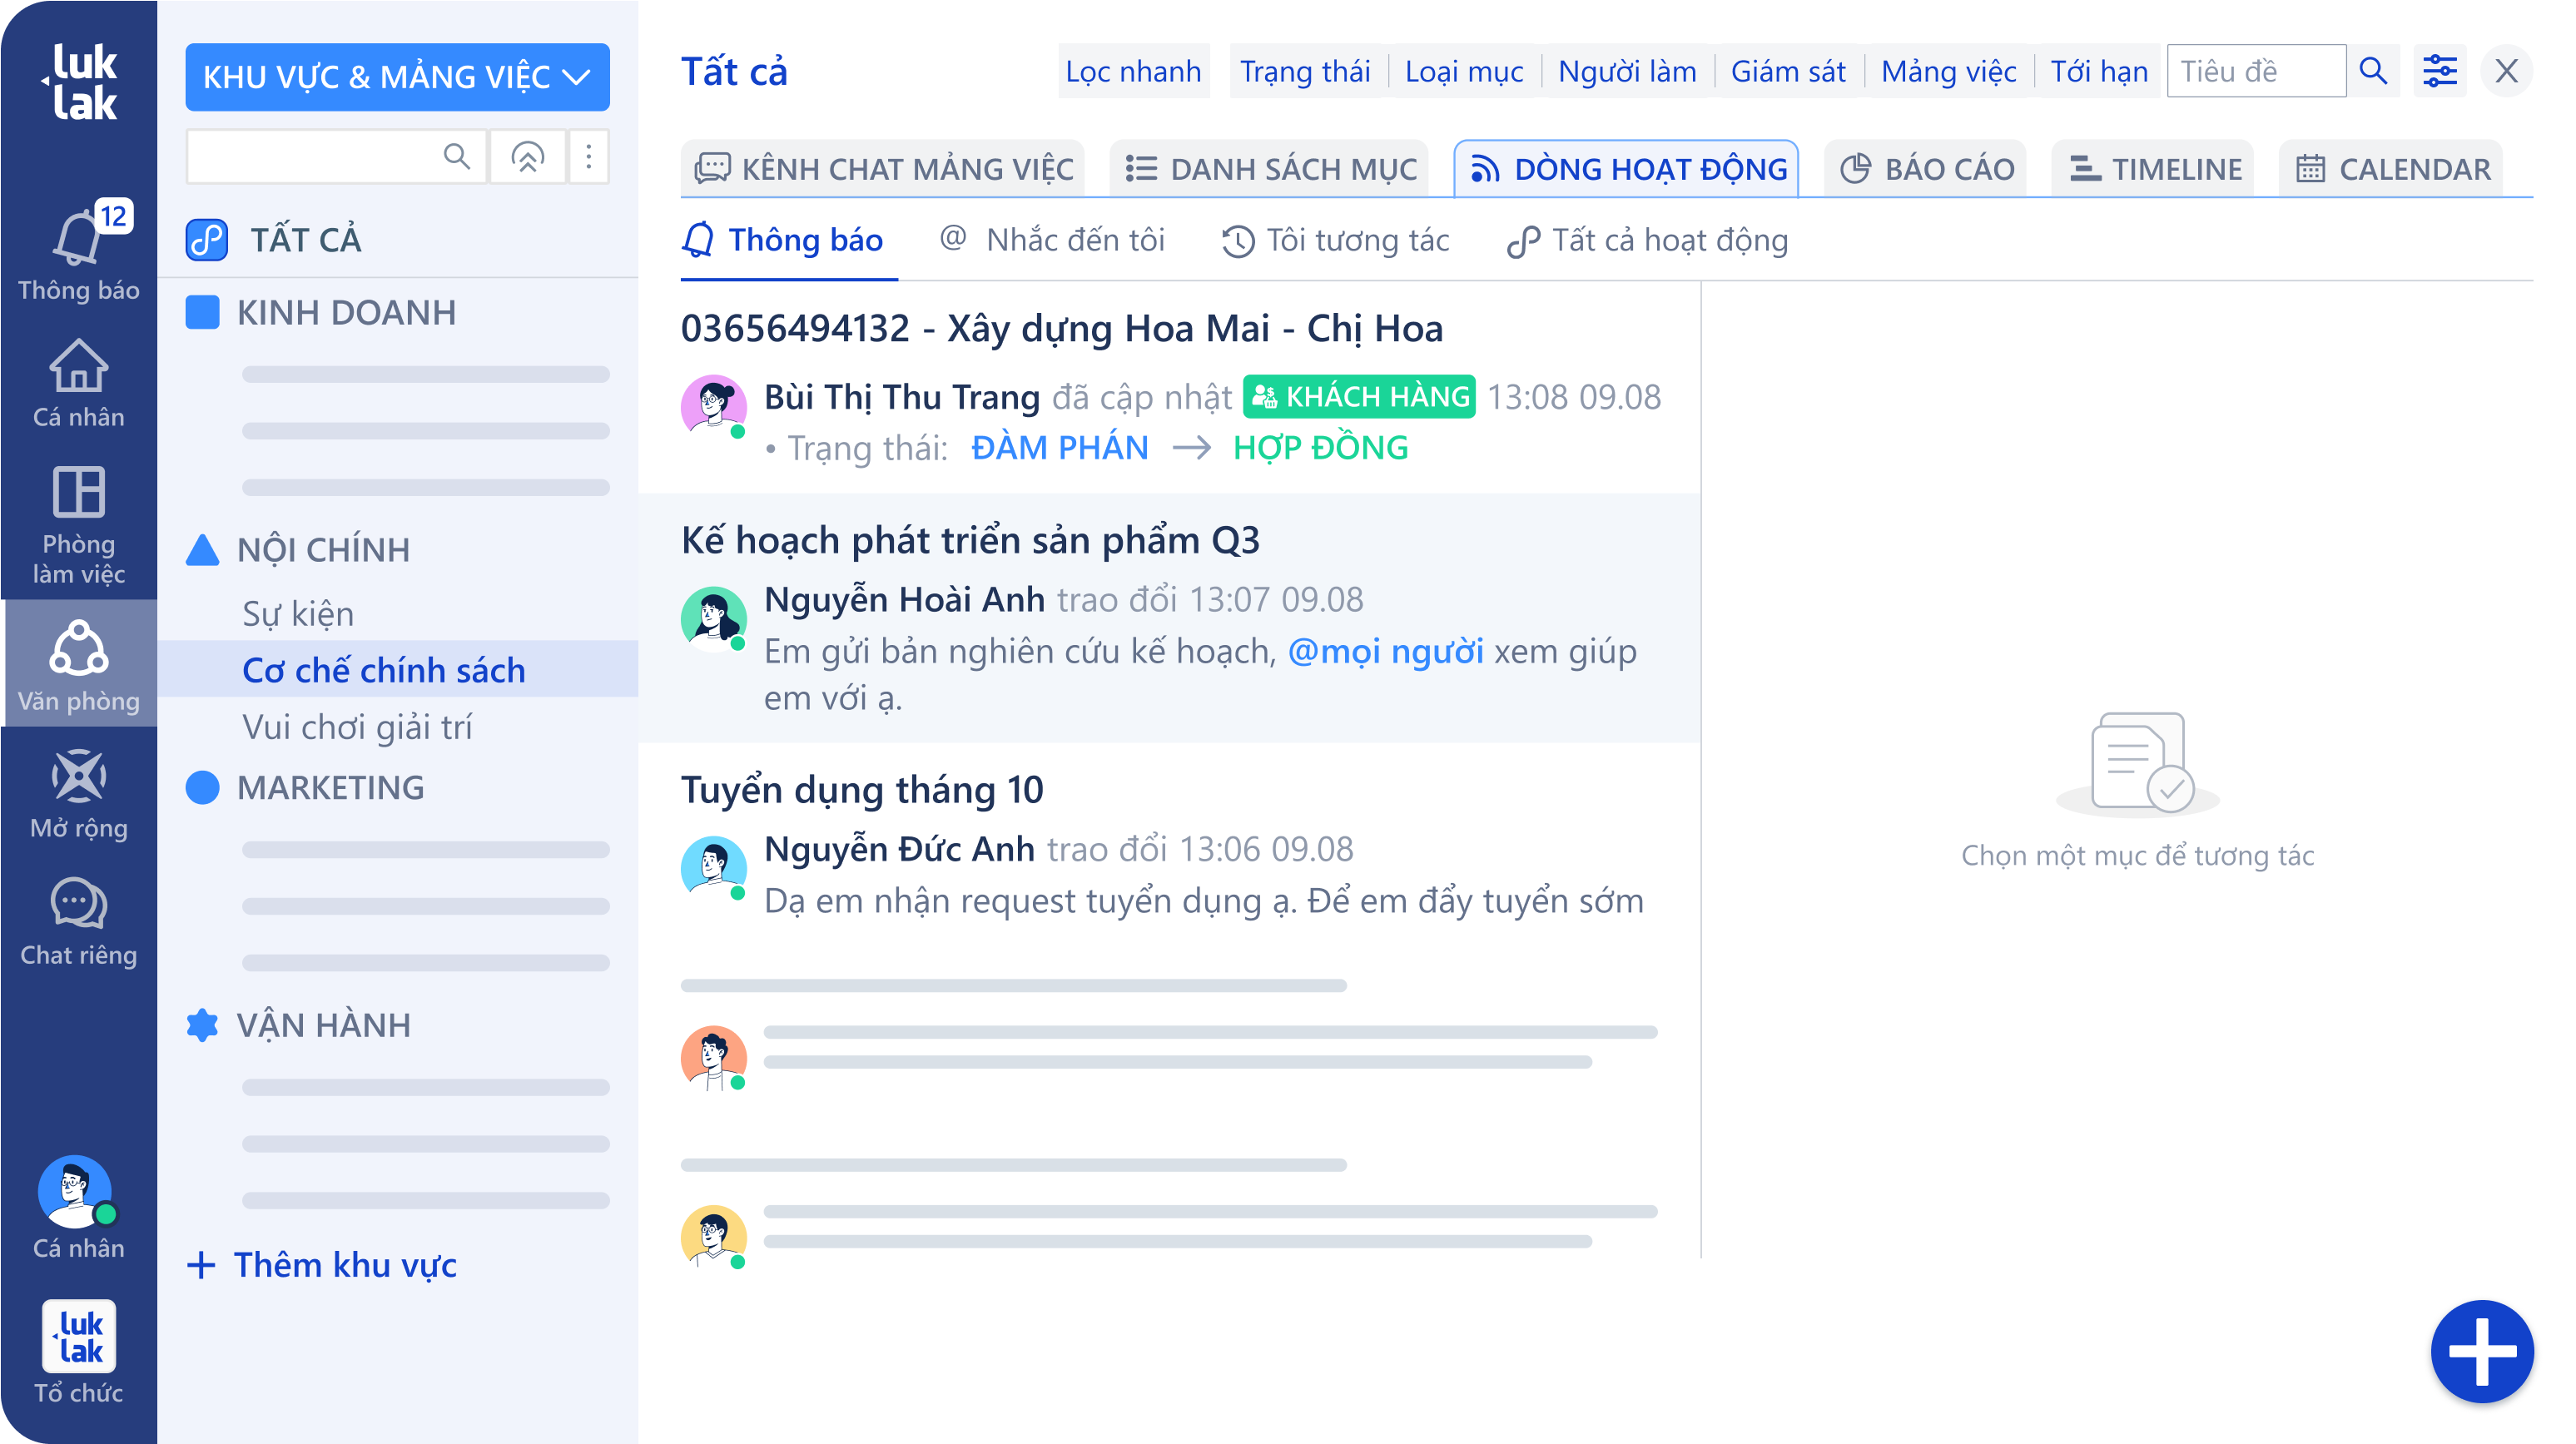 luk
lak
12
Thông báo
Cá nhân
Phòng
làm việc
Văn phòng
Mở rộng
Chat riêng
Cá nhân
luk
lak
Tổ chức
KHU VỰC & MẢNG VIỆC
TẤT CẢ
KINH DOANH
NỘI CHÍNH
Sự kiện
Cơ chế chính sách
Vui chơi giải trí
MARKETING
VẬN HÀNH
+ Thêm khu vực
Tất cả
Lọc nhanh
Trạng thái
Loại mục
Người làm
Giám sát
Mảng việc
Tới hạn
Tiêu đề
X
KÊNH CHAT MẢNG VIỆC
DANH SÁCH MỤC
DÒNG HOẠT ĐỘNG
BÁO CÁO
TIMELINE
CALENDAR
Thông báo
@ Nhắc đến tôi
Tôi tương tác
Tất cả hoạt động
03656494132 - Xây dựng Hoa Mai - Chị Hoa
Bùi Thị Thu Trang đã cập nhật KHÁCH HÀNG 13:08 09.08
• Trạng thái: ĐÀM PHÁN → HỢP ĐỒNG
Kế hoạch phát triển sản phẩm Q3
Nguyễn Hoài Anh trao đổi 13:07 09.08
Em gửi bản nghiên cứu kế hoạch, @mọi người xem giúp
em với ạ.
Tuyển dụng tháng 10
Nguyễn Đức Anh trao đổi 13:06 09.08
Dạ em nhận request tuyển dụng ạ. Để em đẩy tuyển sớm
Chọn một mục để tương tác